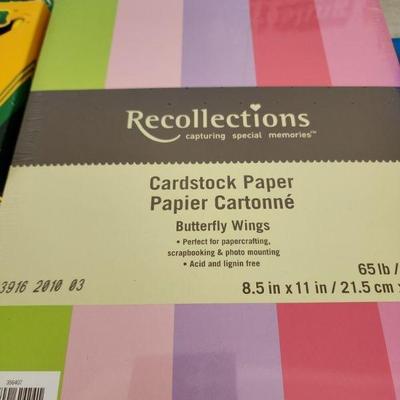 Recollections
capturing special memories™
Cardstock Paper
Papier Cartonné
Butterfly Wings
• Perfect for papercrafting,
scrapbooking & photo mounting
• Acid and lignin free
65 lb /
3916 2010 03
8.5 in x 11 in / 21.5 cm x
356407